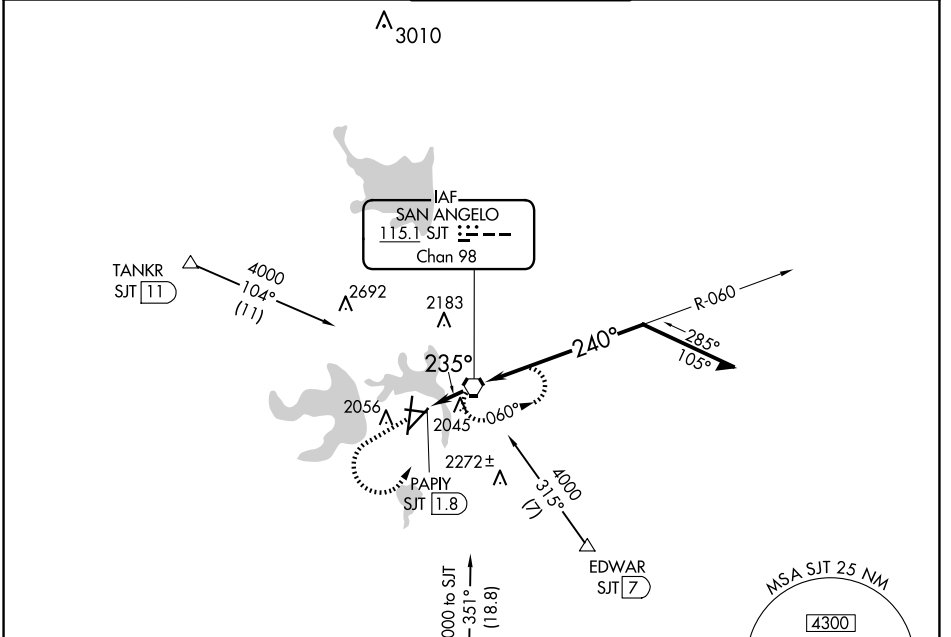 3010
IAF
SAN ANGELO
115.1 SJT
Chan 98
TANKR
SJT 11
4000
104°
(11)
2692
2183
R-060
285°
105°
240°
235°
2056
2045
060°
2272±
PAPIY
SJT 1.8
4000
315°
(7)
EDWAR
SJT 7
000 to SJT
351°
(18.8)
MSA SJT 25 NM
4300